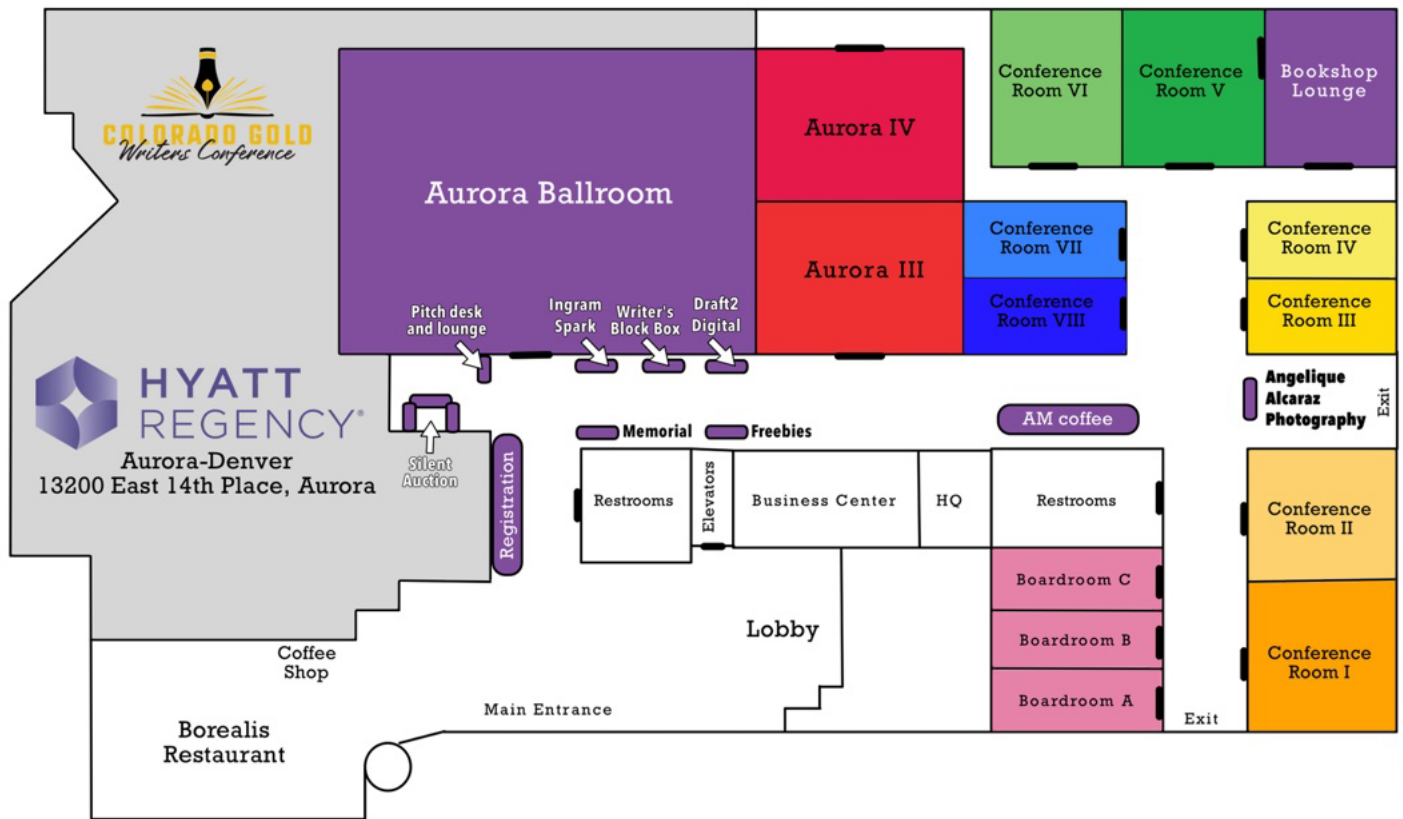 COLORADO GOLD
Writers Conference
HYATT
REGENCY®
Aurora-Denver
13200 East 14th Place, Aurora
Aurora Ballroom
Aurora IV
Aurora III
Conference
Room VI
Conference
Room V
Bookshop
Lounge
Conference
Room VII
Conference
Room VIII
Conference
Room IV
Conference
Room III
Pitch desk
and lounge
Ingram
Spark
Writer's
Block Box
Draft2
Digital
Silent
Auction
Registration
Memorial
Freebies
AM coffee
Angelique
Alcaraz
Photography
Exit
Restrooms
Elevators
Business Center
HQ
Restrooms
Conference
Room II
Boardroom C
Boardroom B
Boardroom A
Conference
Room I
Lobby
Coffee
Shop
Main Entrance
Exit
Borealis
Restaurant